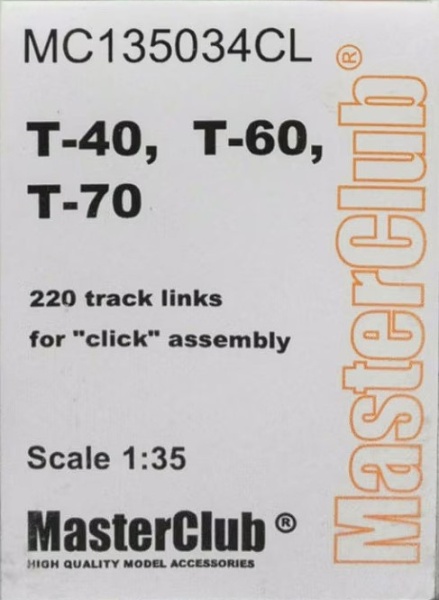 MC135034CL
T-40, T-60,
T-70
220 track links
for "click" assembly
Scale 1:35
MasterClub ®
HIGH QUALITY MODEL ACCESSORIES
MasterClub®